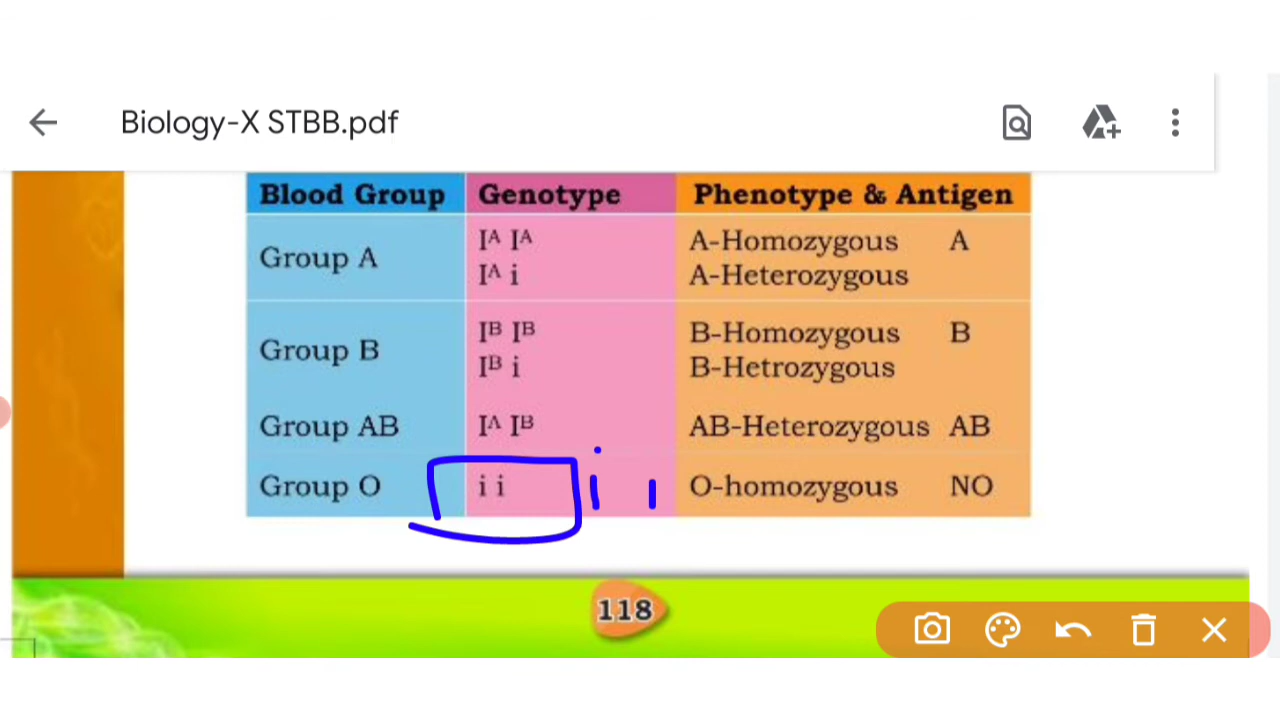 Biology-X STBB.pdf
Blood Group Genotype Phenotype & Antigen
Group A
Iᴬ Iᴬ
Iᴬ i
A-Homozygous A
A-Heterozygous
Group B
Iᴮ Iᴮ
Iᴮ i
B-Homozygous B
B-Hetrozygous
Group AB Iᴬ Iᴮ AB-Heterozygous AB
Group O i i i ı O-homozygous NO
118